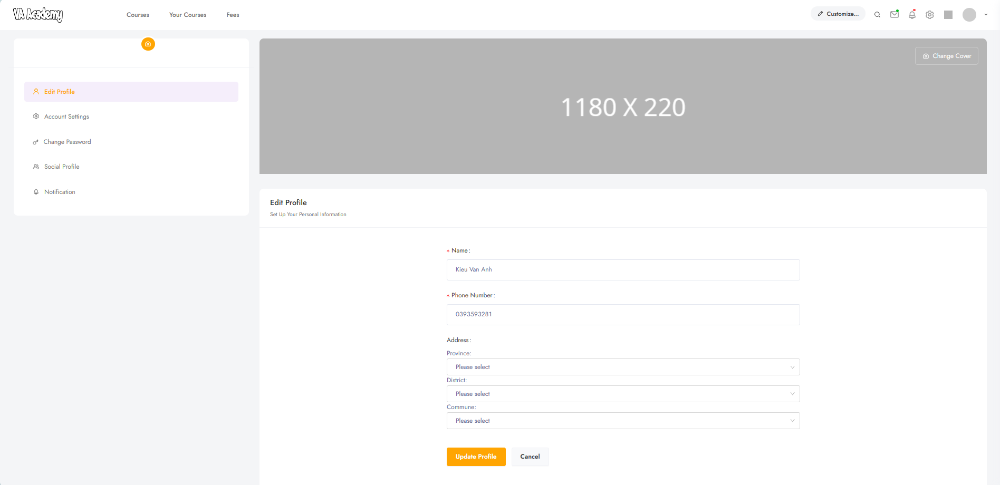 VA Academy
Courses Your Courses Fees
Customize...
Change Cover
1180 X 220
Edit Profile
Account Settings
Change Password
Social Profile
Notification
Edit Profile
Set Up Your Personal Information
* Name :
Kieu Van Anh
* Phone Number :
0393593281
Address :
Province:
Please select
District:
Please select
Commune:
Please select
Update Profile Cancel